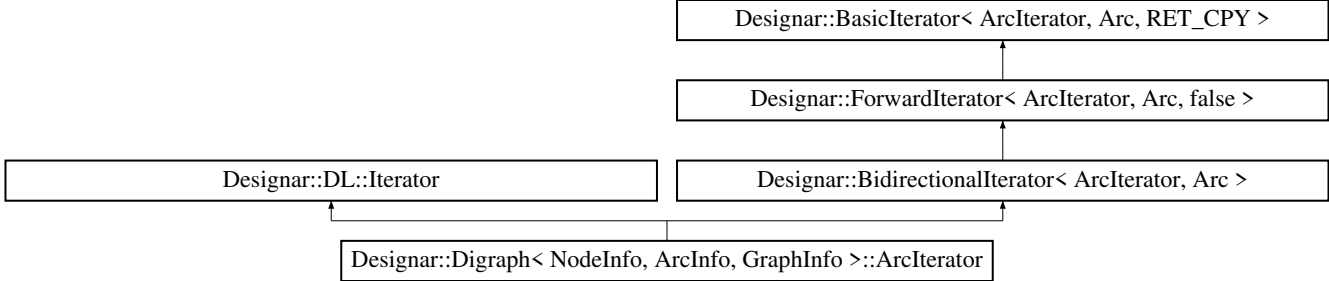 Designar::BasicIterator< ArcIterator, Arc, RET_CPY >
Designar::ForwardIterator< ArcIterator, Arc, false >
Designar::DL::Iterator
Designar::BidirectionalIterator< ArcIterator, Arc >
Designar::Digraph< NodeInfo, ArcInfo, GraphInfo >::ArcIterator